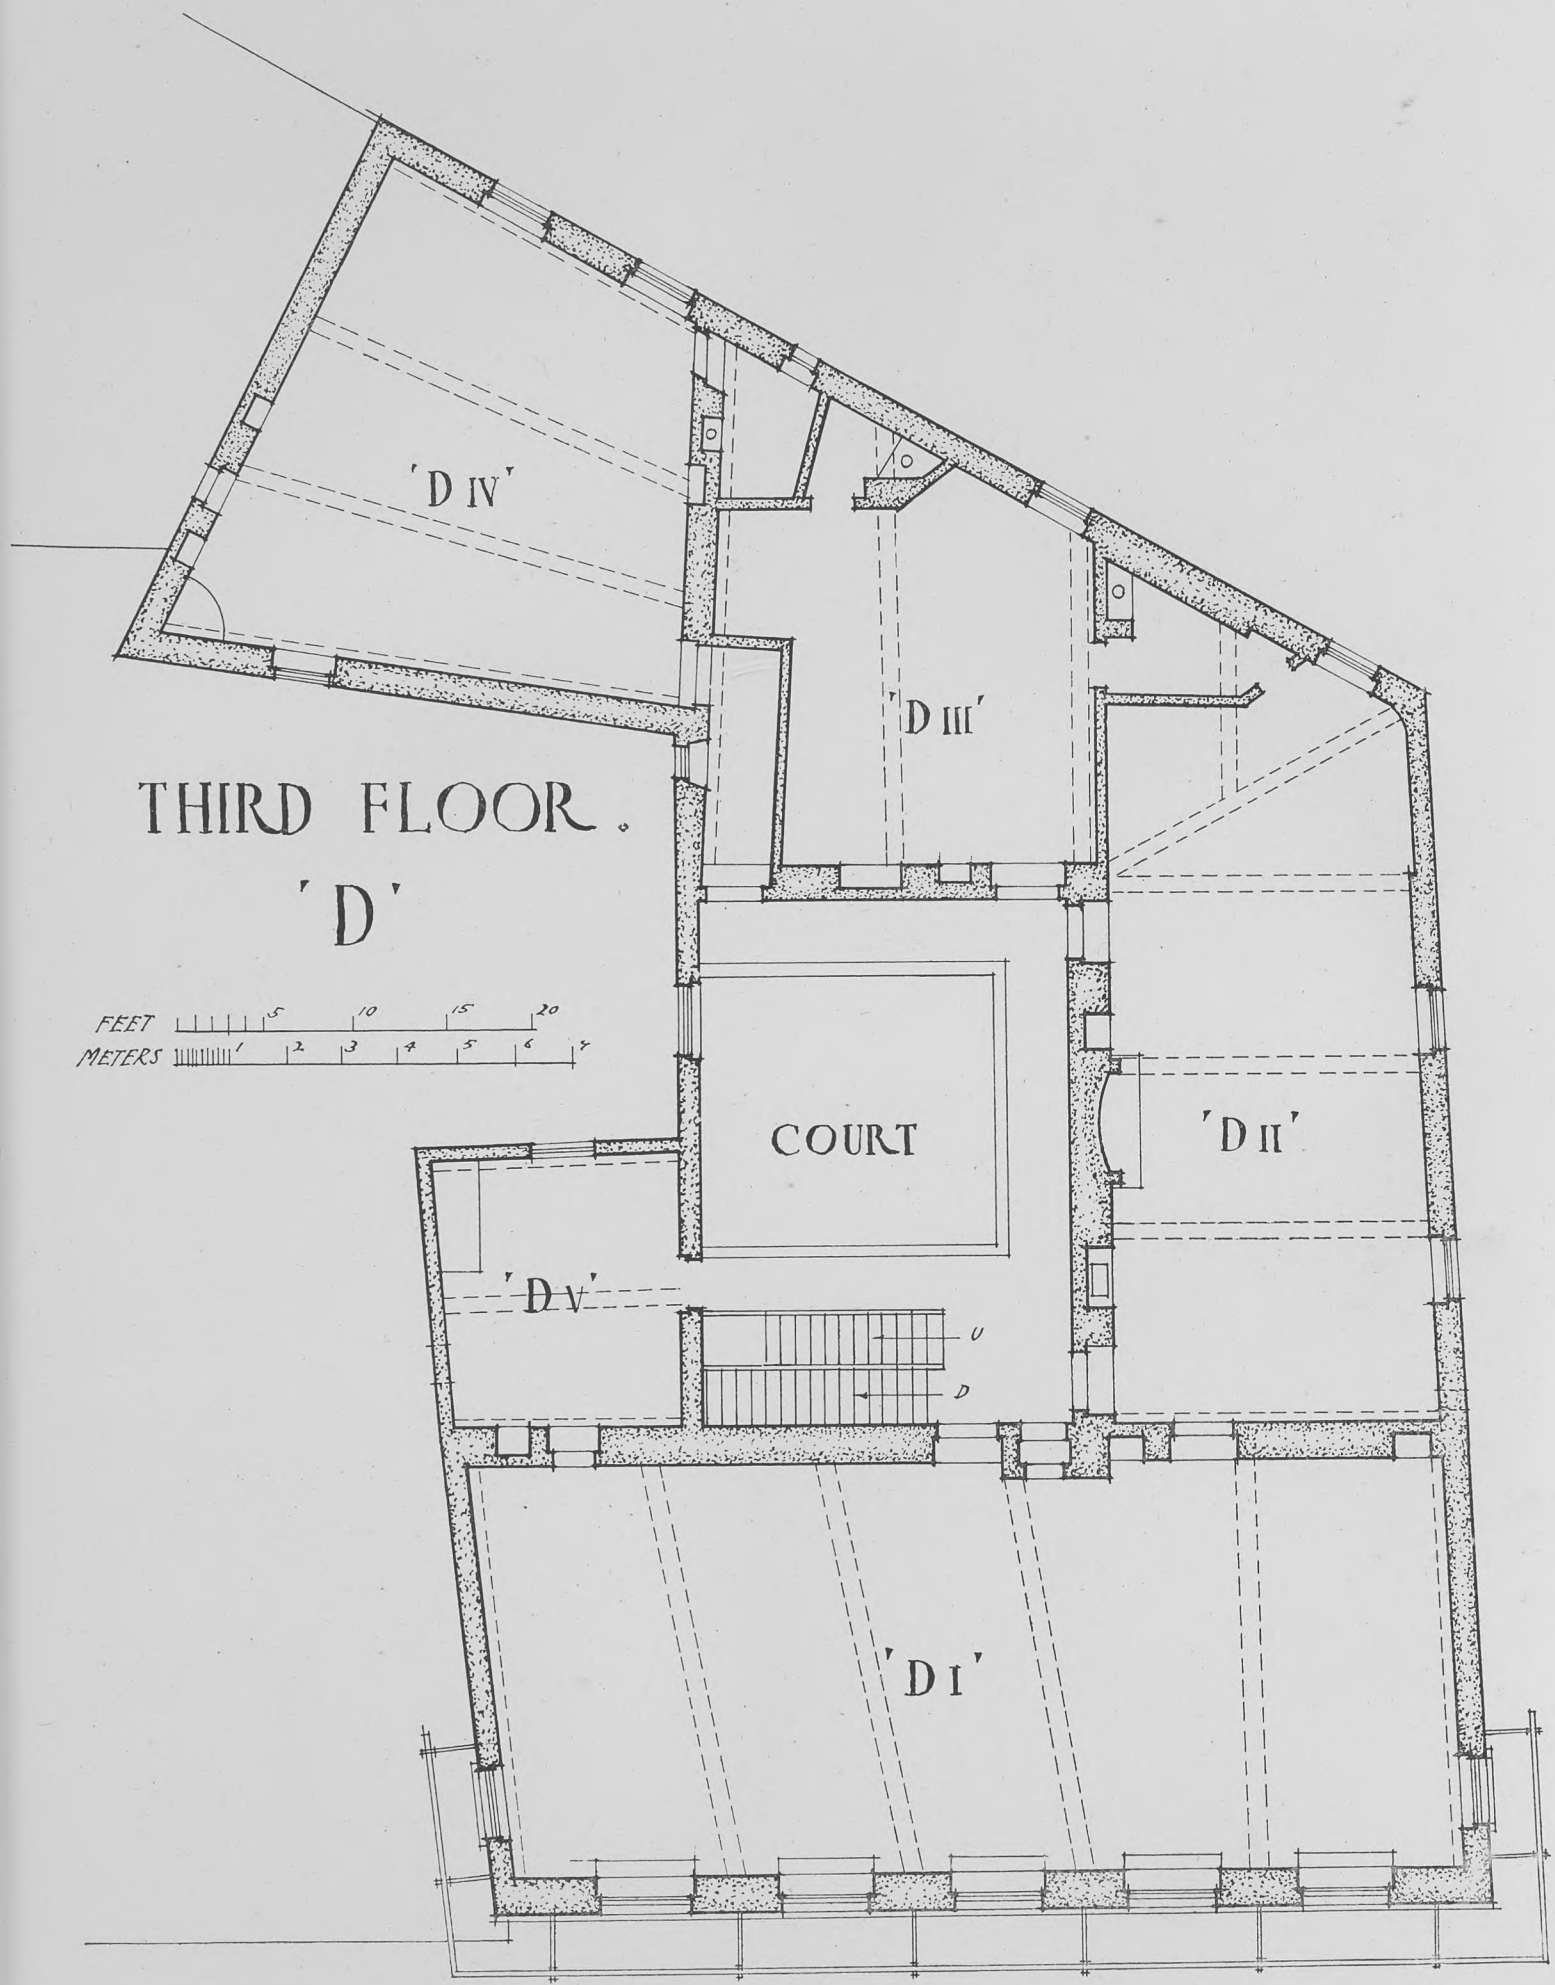 'D IV'
'D III'
THIRD FLOOR.
'D'
FEET 5 10 15 20
METERS 1 2 3 4 5 6 7
COURT
'D II'
'D V'
U
D
'D I'